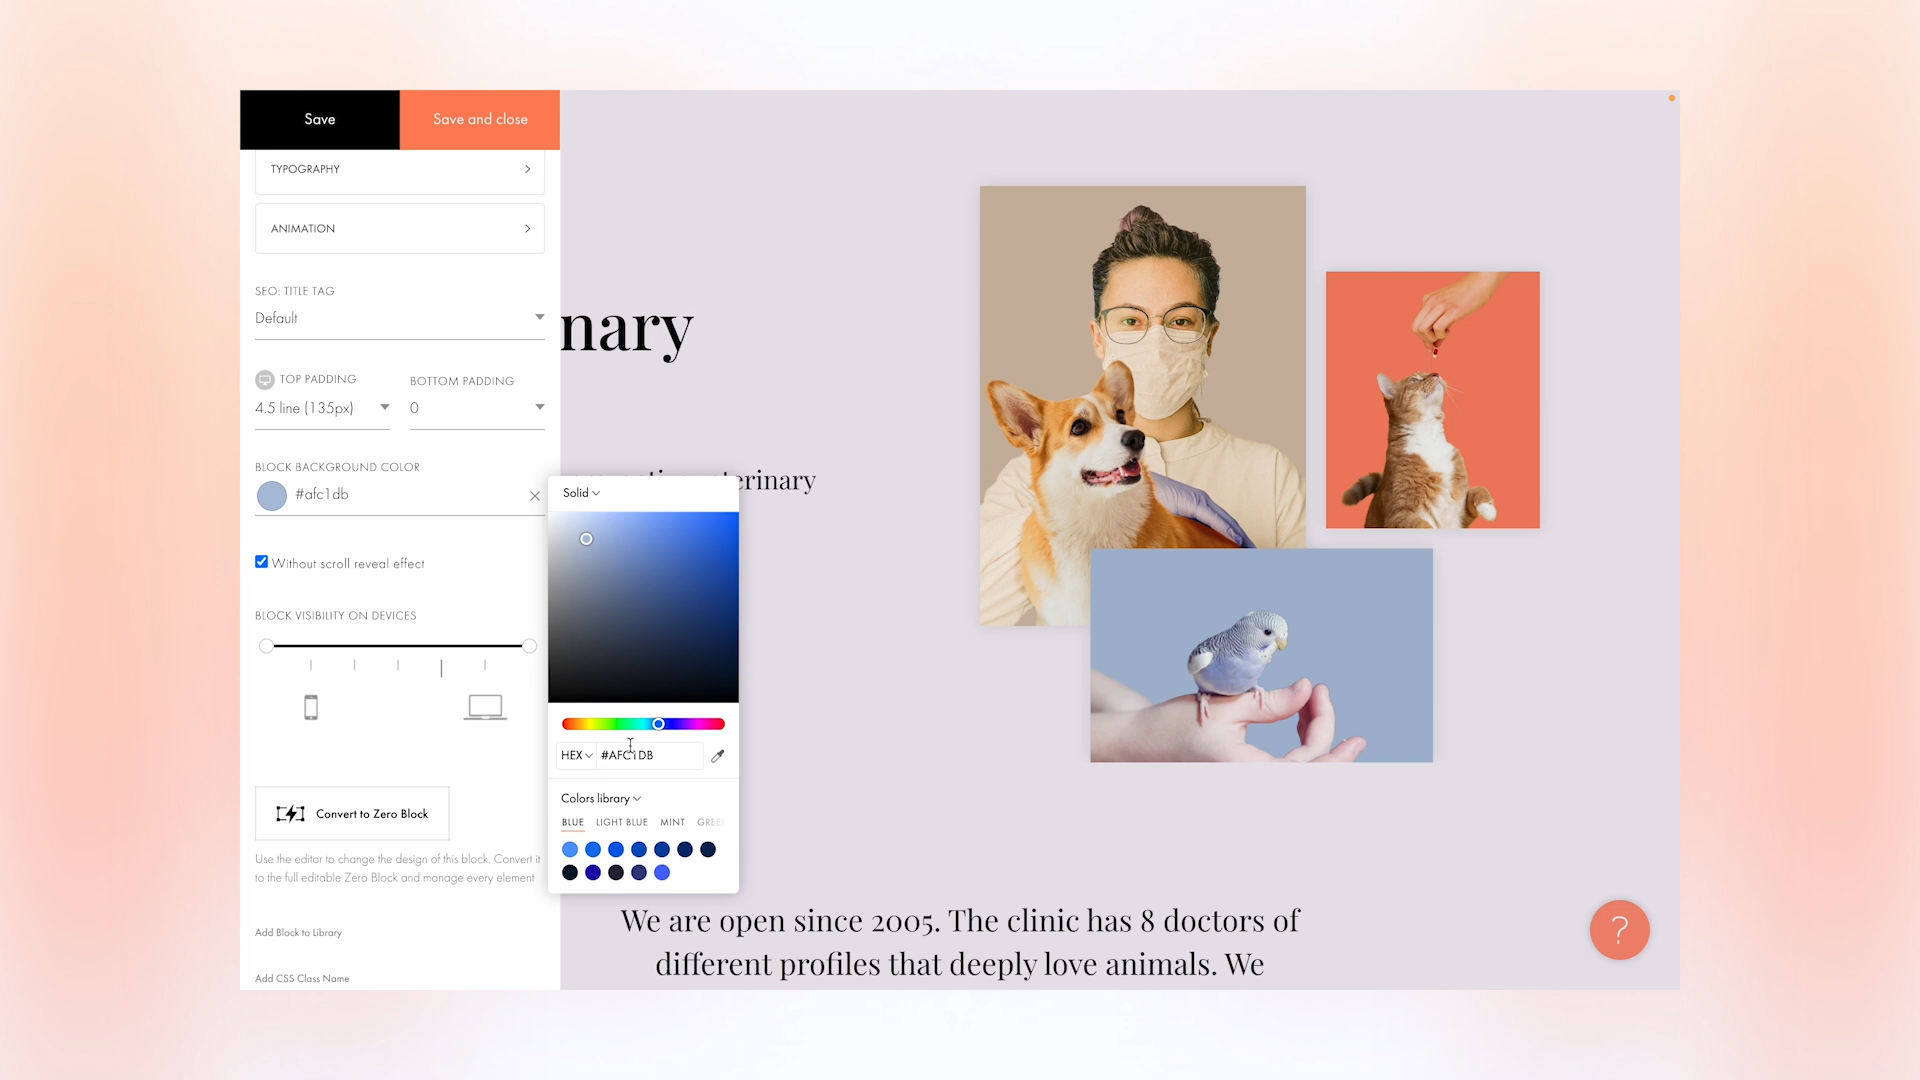 Save
Save and close
TYPOGRAPHY
ANIMATION
SEO: TITLE TAG
Default
TOP PADDING
BOTTOM PADDING
4.5 line (135px)
0
BLOCK BACKGROUND COLOR
#afc1db
Without scroll reveal effect
BLOCK VISIBILITY ON DEVICES
Convert to Zero Block
Use the editor to change the design of this block. Convert it
to the full editable Zero Block and manage every element
Add Block to Library
Add CSS Class Name
Solid
HEX
#AFC1DB
Colors library
BLUE
LIGHT BLUE
MINT
nary
We are open since 2005. The clinic has 8 doctors of
different profiles that deeply love animals. We
?